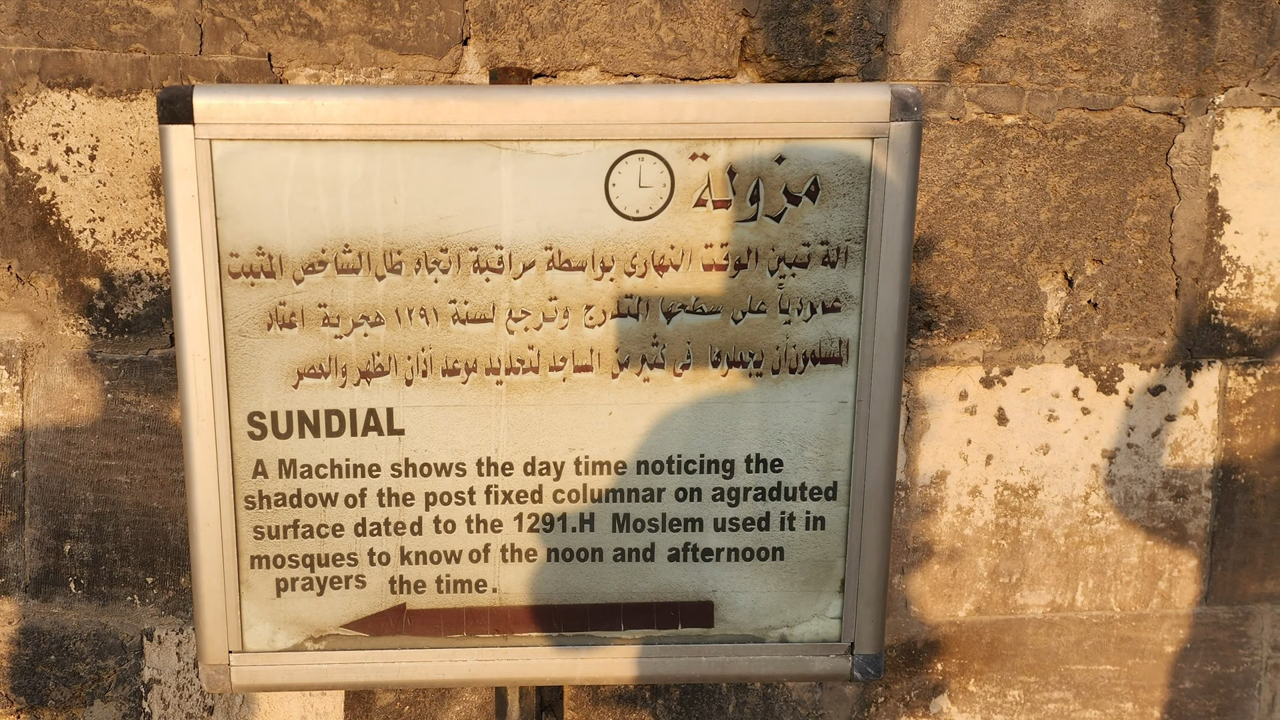 مزولة
آلة تبين الوقت النهارى بواسطة مراقبة اتجاه ظل الشاخص المثبت
عمودياً على سطحها المتدرج وترجع لسنة ١٢٩١ هجرية اعتاد
المسلمون أن يجعلوها فى كثير من المساجد لتحديد موعد أذان الظهر والعصر
SUNDIAL
A Machine shows the day time noticing the
shadow of the post fixed columnar on agraduted
surface dated to the 1291.H Moslem used it in
mosques to know of the noon and afternoon
prayers the time.